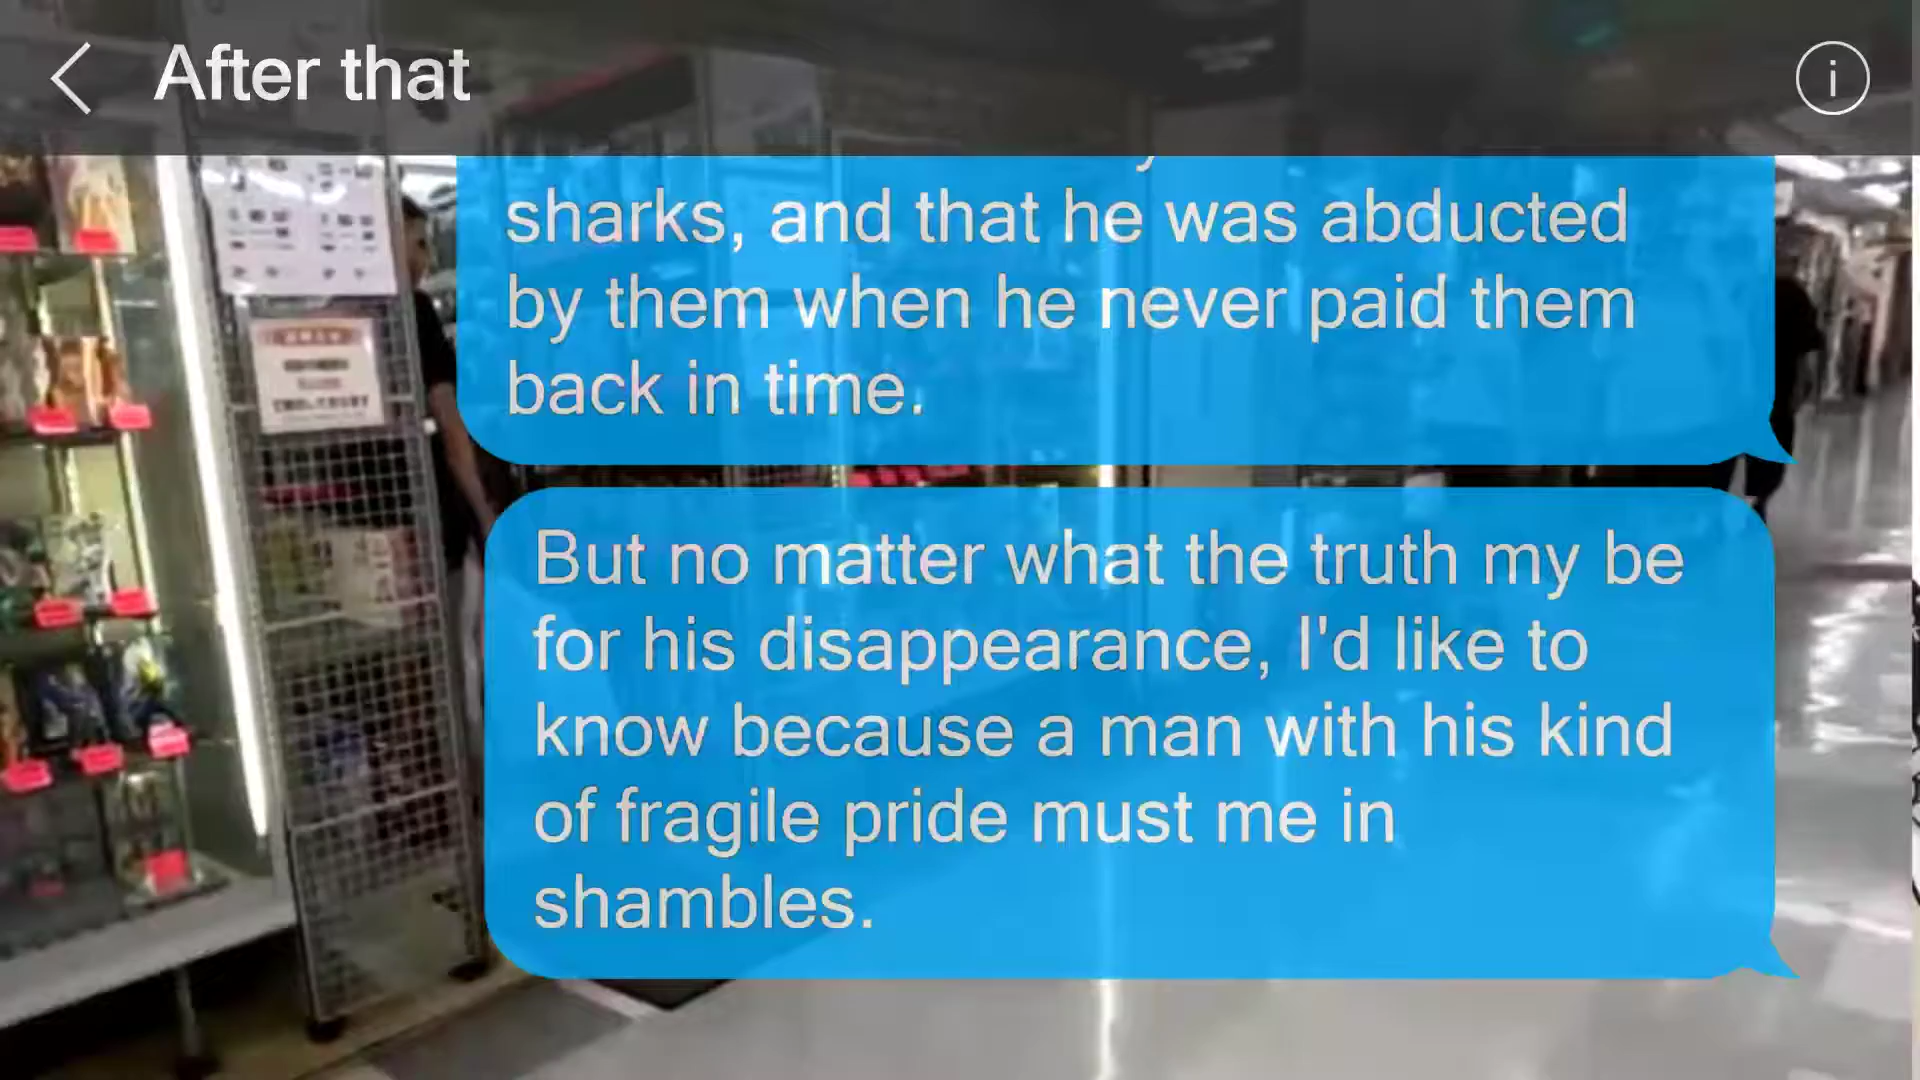 After that
sharks, and that he was abducted
by them when he never paid them
back in time.
But no matter what the truth my be
for his disappearance, I'd like to
know because a man with his kind
of fragile pride must me in
shambles.